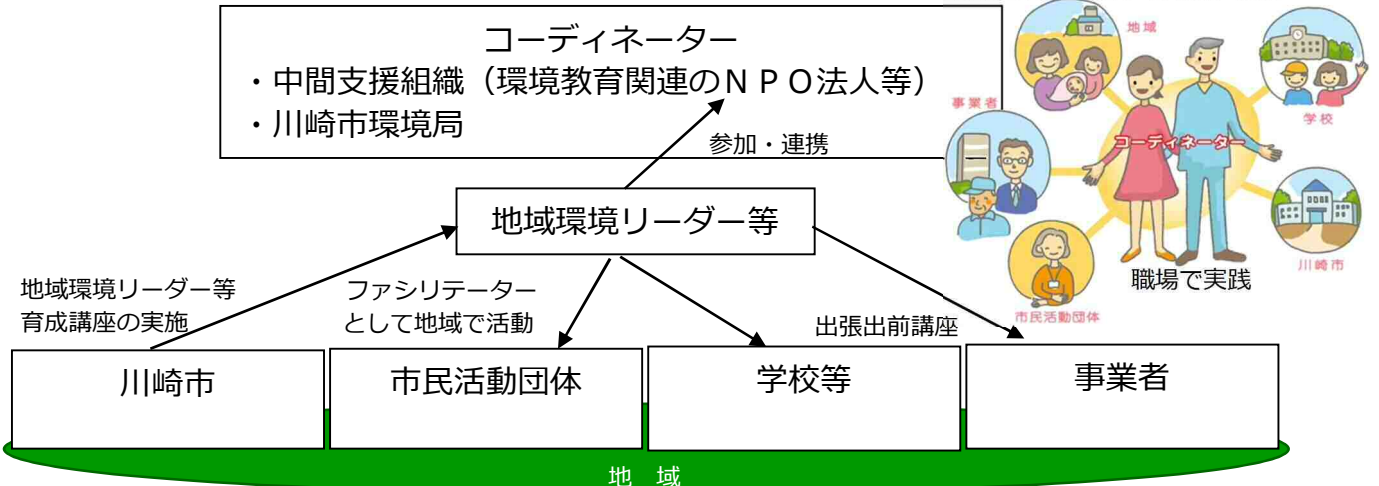 コーディネーター
・中間支援組織（環境教育関連のＮＰＯ法人等）
・川崎市環境局
参加・連携
地域
学校
事業者
コーディネーター
川崎市
市民活動団体
職場で実践
地域環境リーダー等
地域環境リーダー等
育成講座の実施
ファシリテーター
として地域で活動
出張出前講座
川崎市
市民活動団体
学校等
事業者
地　域